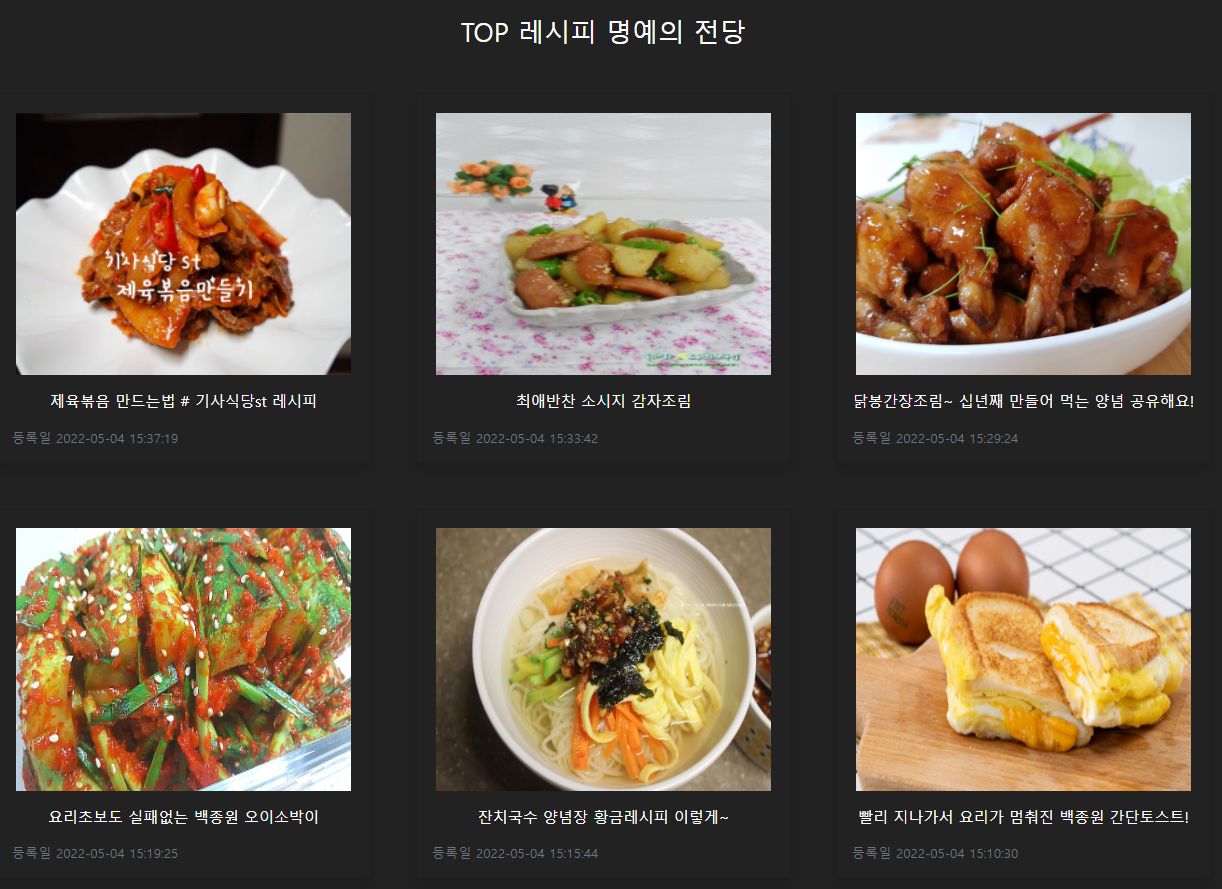 TOP 레시피 명예의 전당
기사식당 st
제육볶음만들기
제육볶음 만드는법 # 기사식당st 레시피
최애반찬 소시지 감자조림
닭봉간장조림~ 십년째 만들어 먹는 양념 공유해요!
등록일 2022-05-04 15:37:19
등록일 2022-05-04 15:33:42
등록일 2022-05-04 15:29:24
요리초보도 실패없는 백종원 오이소박이
잔치국수 양념장 황금레시피 이렇게~
빨리 지나가서 요리가 멈춰진 백종원 간단토스트!
등록일 2022-05-04 15:19:25
등록일 2022-05-04 15:15:44
등록일 2022-05-04 15:10:30